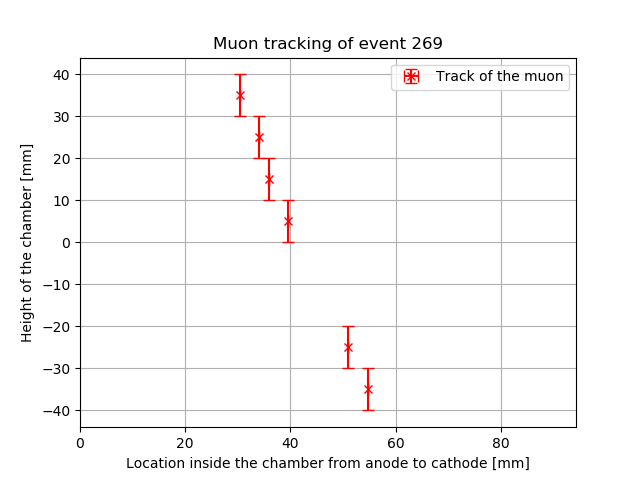 Muon tracking of event 269
Track of the muon
Height of the chamber [mm]
40
30
20
10
0
−10
−20
−30
−40
0 20 40 60 80
Location inside the chamber from anode to cathode [mm]